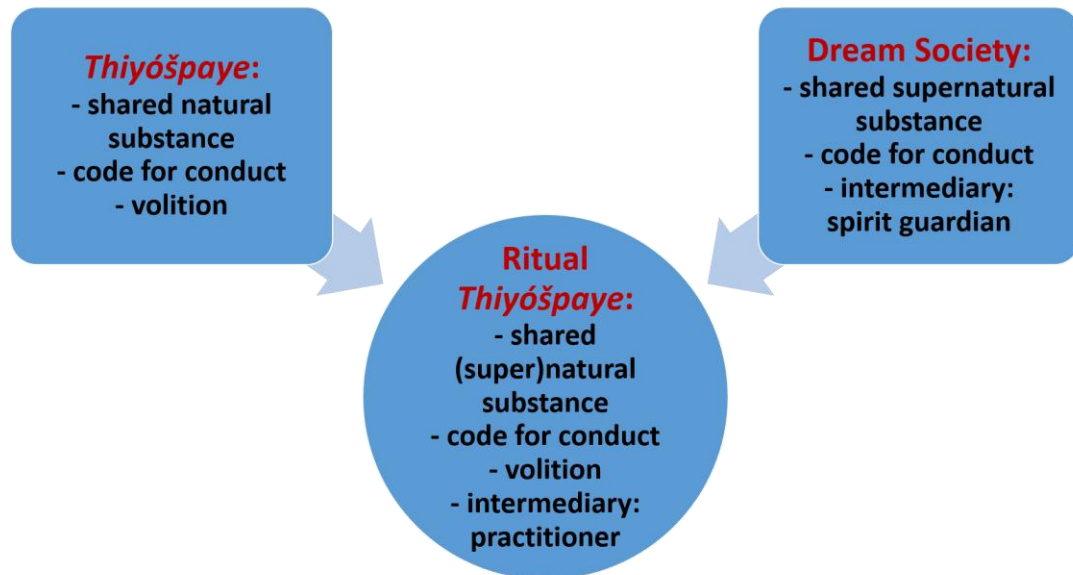 Thiyóšpaye:
- shared natural
substance
- code for conduct
- volition
Dream Society:
- shared supernatural
substance
- code for conduct
- intermediary:
spirit guardian
Ritual
Thiyóšpaye:
- shared
(super)natural
substance
- code for conduct
- volition
- intermediary:
practitioner